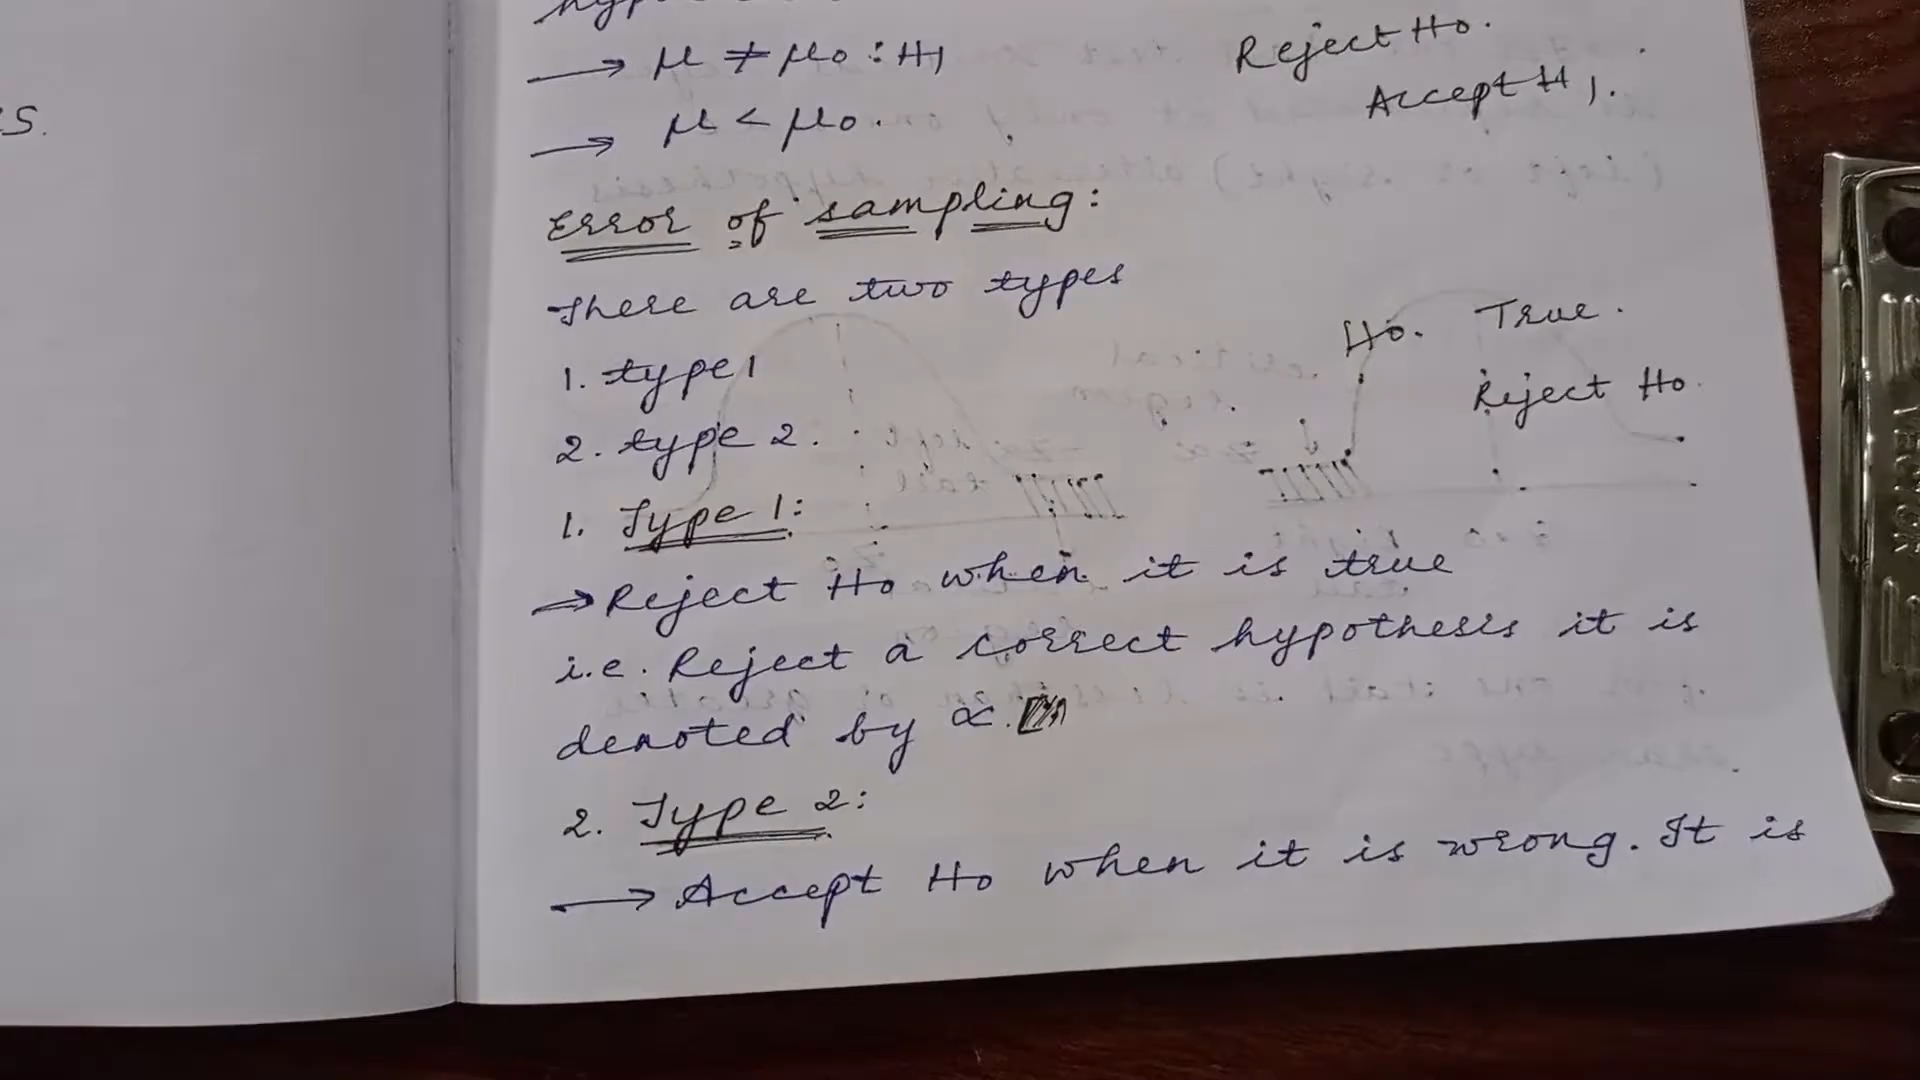 s.
→ μ ≠ μo : H1
Reject Ho.
Accept H1.
→ μ < μo.
Error of sampling:
There are two types
Ho. True.
1. type 1
Reject Ho.
2. type 2.
1. Type 1:
⇒ Reject Ho when it is true
i.e. Reject a correct hypothesis it is
denoted by ∝.
2. Type 2:
→ Accept Ho when it is wrong. It is